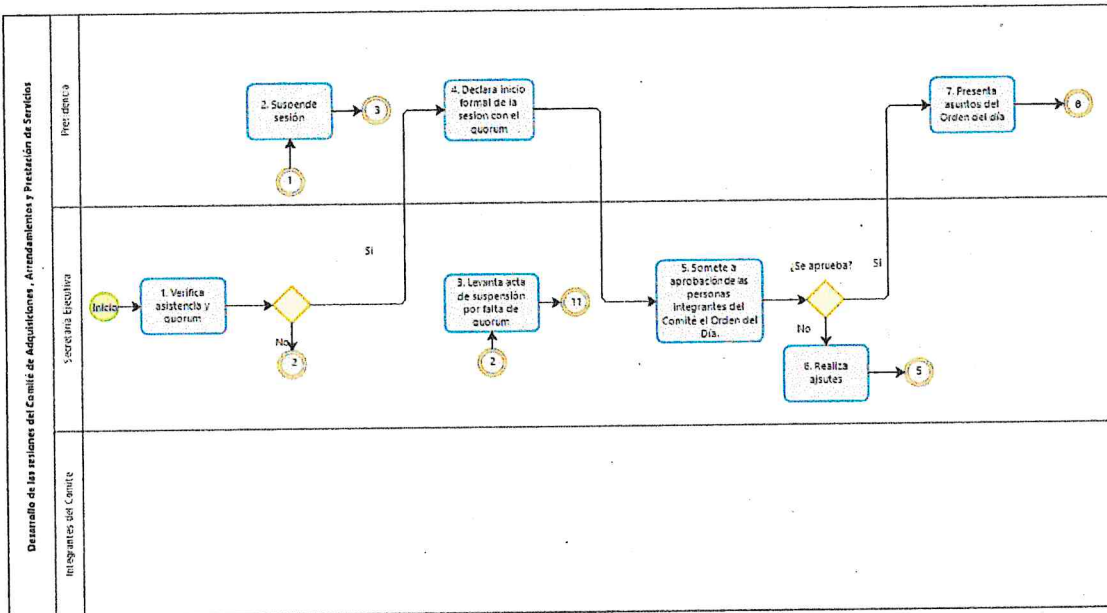 Desarrollo de las sesiones del Comité de Adquisiciones, Arrendamientos y Prestación de Servicios
Presidencia
2. Suspende
sesión
3
1
4. Declara inicio
formal de la
sesion con el
quorum
7. Presenta
asuntos del
Orden del día
8
Secretaria Ejecutiva
Inicio
1. Verifica
asistencia y
quorum
Si
No
2
3. Levanta acta
de suspensión
por falta de
quorum
11
2
5. Somete a
aprobación de las
personas
integrantes del
Comité el Orden del
Día.
¿Se aprueba?
Si
No
6. Realiza
ajsutes
5
Integrantes del Comite